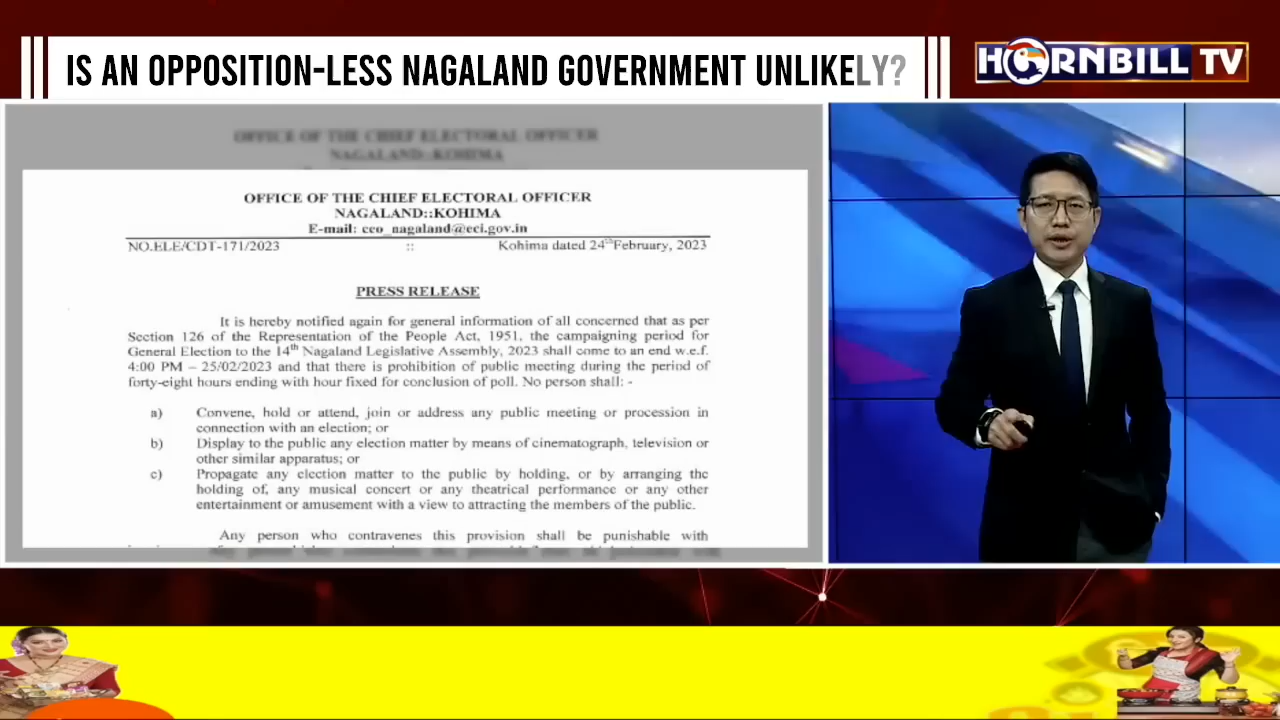 IS AN OPPOSITION-LESS NAGALAND GOVERNMENT UNLIKELY?
HORNBILL TV
OFFICE OF THE CHIEF ELECTORAL OFFICER
NAGALAND::KOHIMA
OFFICE OF THE CHIEF ELECTORAL OFFICER
NAGALAND::KOHIMA
E-mail: ceo_nagaland@eci.gov.in
NO.ELE/CDT-171/2023 :: Kohima dated 24th February, 2023
PRESS RELEASE
It is hereby notified again for general information of all concerned that as per
Section 126 of the Representation of the People Act, 1951, the campaigning period for
General Election to the 14th Nagaland Legislative Assembly, 2023 shall come to an end w.e.f.
4:00 PM – 25/02/2023 and that there is prohibition of public meeting during the period of
forty-eight hours ending with hour fixed for conclusion of poll. No person shall: -
a) Convene, hold or attend, join or address any public meeting or procession in
connection with an election; or
b) Display to the public any election matter by means of cinematograph, television or
other similar apparatus; or
c) Propagate any election matter to the public by holding, or by arranging the
holding of, any musical concert or any theatrical performance or any other
entertainment or amusement with a view to attracting the members of the public.
Any person who contravenes this provision shall be punishable with